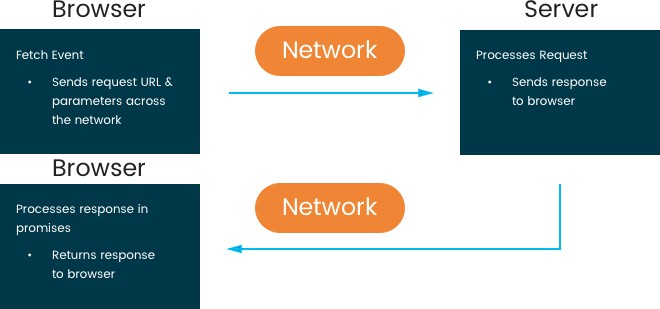 Browser
Fetch Event
• Sends request URL &
parameters across
the network
Network
Server
Processes Request
• Sends response
to browser
Browser
Processes response in
promises
• Returns response
to browser
Network